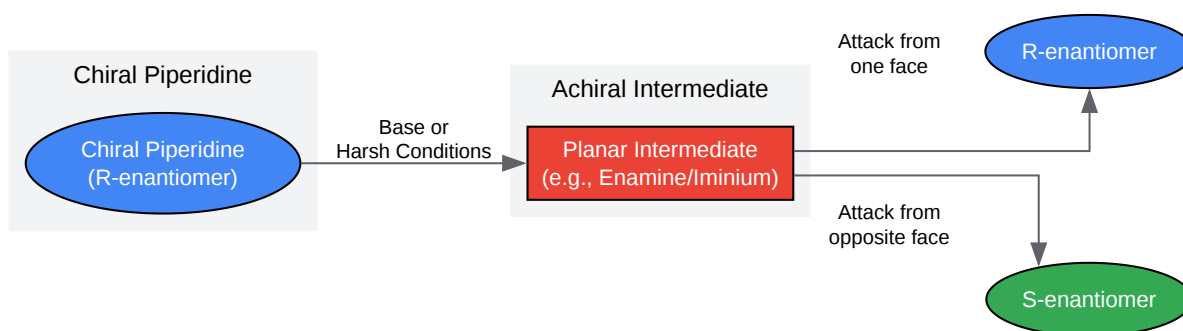 Chiral Piperidine
Chiral Piperidine
(R-enantiomer)
Base or
Harsh Conditions
Achiral Intermediate
Planar Intermediate
(e.g., Enamine/Iminium)
Attack from
one face
R-enantiomer
Attack from
opposite face
S-enantiomer